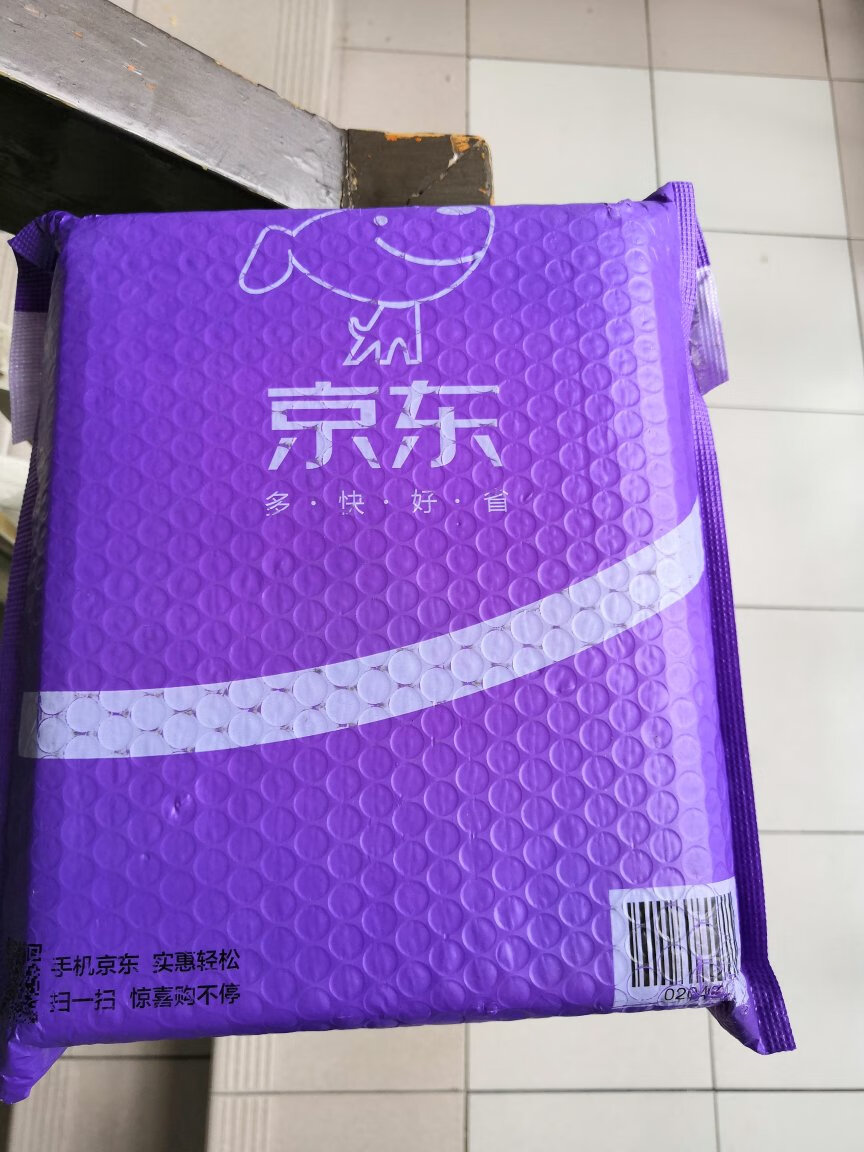 京东
多·快·好·省
手机京东 实惠轻松
扫一扫 惊喜购不停